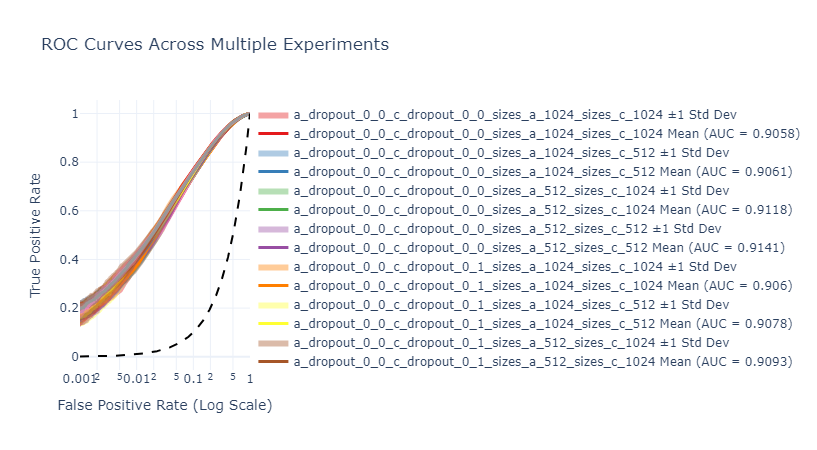 ROC Curves Across Multiple Experiments
True Positive Rate
1
0.8
0.6
0.4
0.2
0
0.001 2 5 0.01 2 5 0.1 2 5 1
False Positive Rate (Log Scale)
a_dropout_0_0_c_dropout_0_0_sizes_a_1024_sizes_c_1024 ±1 Std Dev
a_dropout_0_0_c_dropout_0_0_sizes_a_1024_sizes_c_1024 Mean (AUC = 0.9058)
a_dropout_0_0_c_dropout_0_0_sizes_a_1024_sizes_c_512 ±1 Std Dev
a_dropout_0_0_c_dropout_0_0_sizes_a_1024_sizes_c_512 Mean (AUC = 0.9061)
a_dropout_0_0_c_dropout_0_0_sizes_a_512_sizes_c_1024 ±1 Std Dev
a_dropout_0_0_c_dropout_0_0_sizes_a_512_sizes_c_1024 Mean (AUC = 0.9118)
a_dropout_0_0_c_dropout_0_0_sizes_a_512_sizes_c_512 ±1 Std Dev
a_dropout_0_0_c_dropout_0_0_sizes_a_512_sizes_c_512 Mean (AUC = 0.9141)
a_dropout_0_0_c_dropout_0_1_sizes_a_1024_sizes_c_1024 ±1 Std Dev
a_dropout_0_0_c_dropout_0_1_sizes_a_1024_sizes_c_1024 Mean (AUC = 0.906)
a_dropout_0_0_c_dropout_0_1_sizes_a_1024_sizes_c_512 ±1 Std Dev
a_dropout_0_0_c_dropout_0_1_sizes_a_1024_sizes_c_512 Mean (AUC = 0.9078)
a_dropout_0_0_c_dropout_0_1_sizes_a_512_sizes_c_1024 ±1 Std Dev
a_dropout_0_0_c_dropout_0_1_sizes_a_512_sizes_c_1024 Mean (AUC = 0.9093)